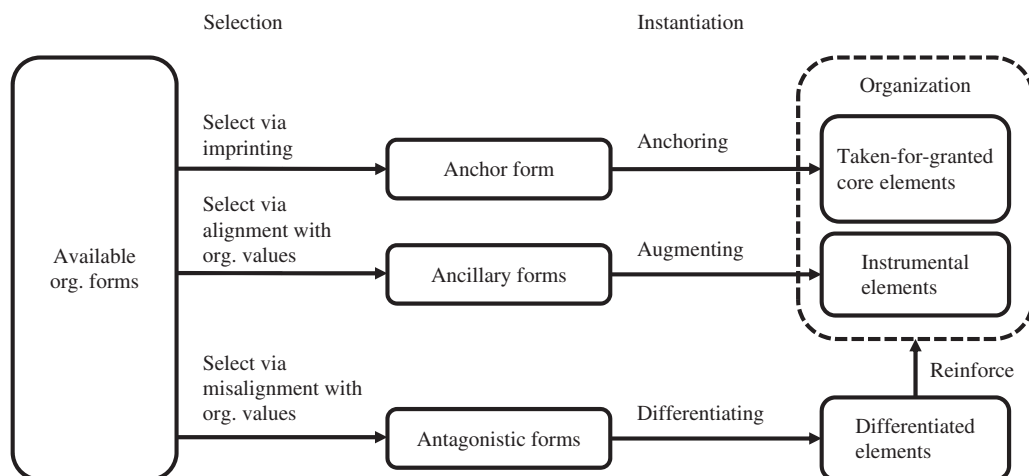 Selection
Instantiation
Organization
Available
org. forms
Select via
imprinting
Anchor form
Anchoring
Taken-for-granted
core elements
Select via
alignment with
org. values
Ancillary forms
Augmenting
Instrumental
elements
Select via
misalignment with
org. values
Antagonistic forms
Differentiating
Reinforce
Differentiated
elements